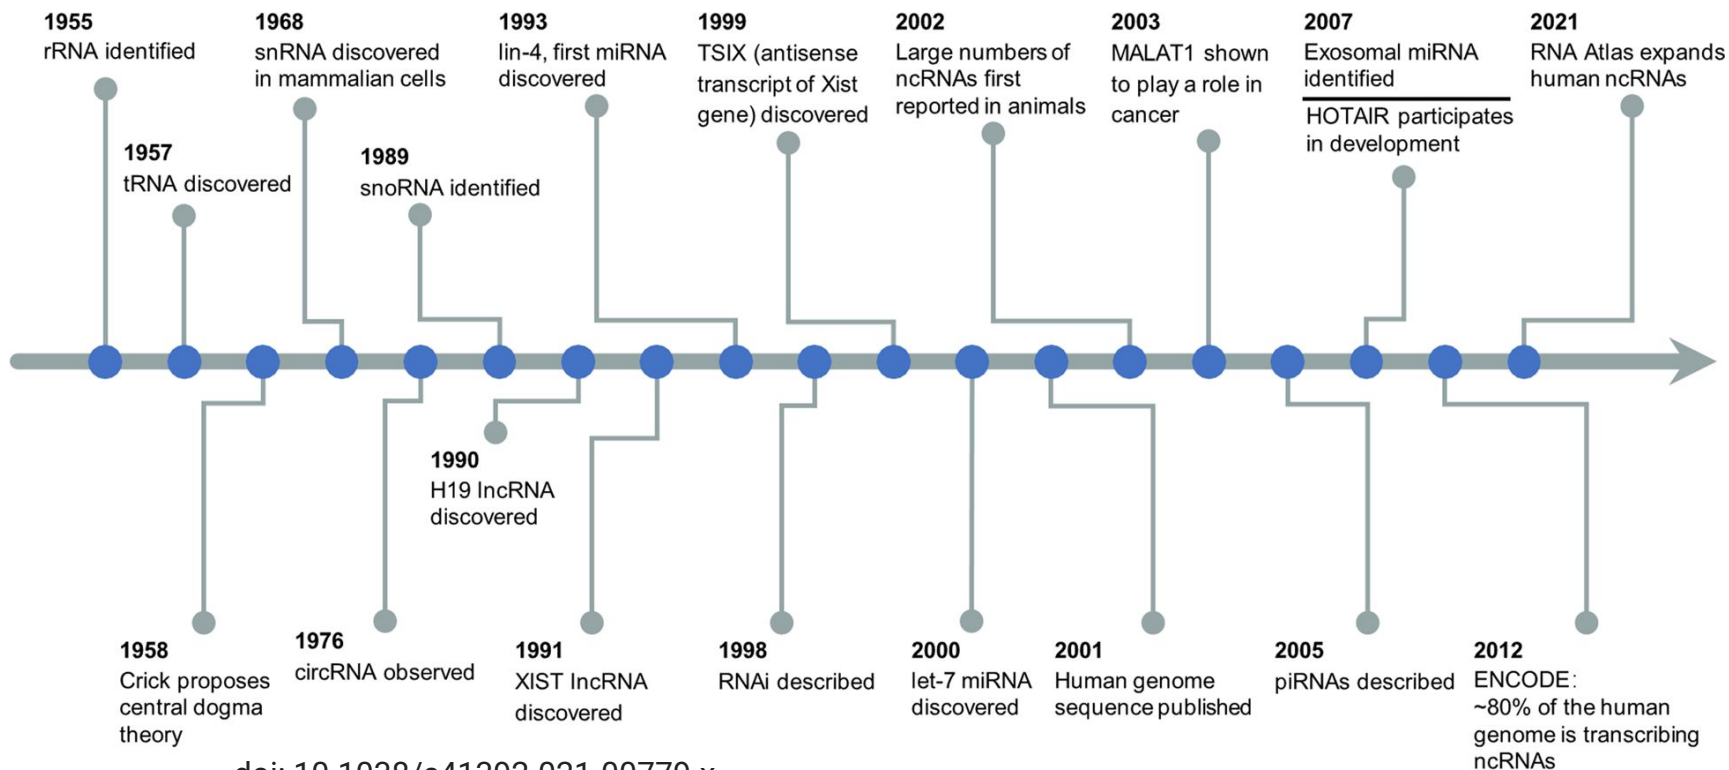 1955
rRNA identified
1957
tRNA discovered
1968
snRNA discovered
in mammalian cells
1989
snoRNA identified
1993
lin-4, first miRNA
discovered
1999
TSIX (antisense
transcript of Xist
gene) discovered
2002
Large numbers of
ncRNAs first
reported in animals
2003
MALAT1 shown
to play a role in
cancer
2007
Exosomal miRNA
identified
HOTAIR participates
in development
2021
RNA Atlas expands
human ncRNAs
1958
Crick proposes
central dogma
theory
1976
circRNA observed
1990
H19 lncRNA
discovered
1991
XIST lncRNA
discovered
1998
RNAi described
2000
let-7 miRNA
discovered
2001
Human genome
sequence published
2005
piRNAs described
2012
ENCODE:
~80% of the human
genome is transcribing
ncRNAs